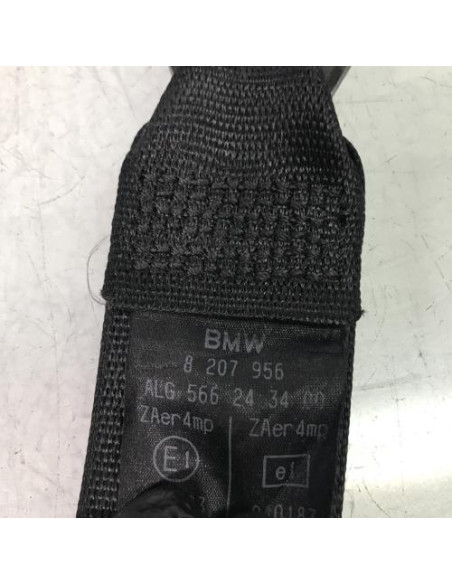 BMW
8 207 956
ALG 566 24 34 00
ZAer4mp ZAer4mp
E1 e1